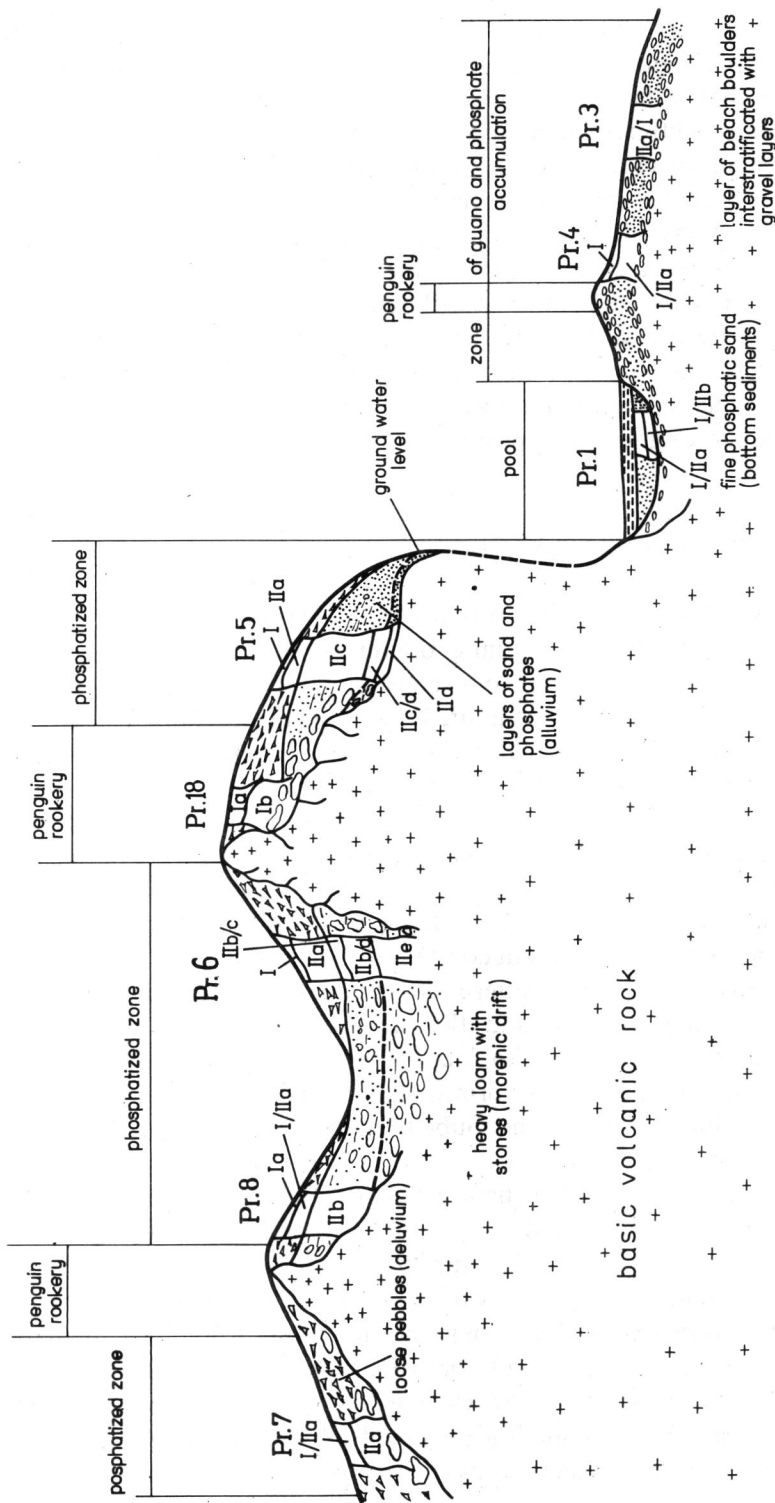 posphatized zone
penguin
rookery
phosphatized zone
penguin
rookery
phosphatized zone
pool
zone
penguin
rookery
of guano and phosphate
accumulation
Pr.7
I/IIa
IIa
loose pebbles (deluvium)
Pr.8
Ia
I/IIa
IIb
heavy loam with
stones (morenic drift)
Pr. 6
I
IIb/c
IIa
IIb/d
IIe
Pr.18
Ia
Ib
Pr.5
I
IIa
IIc
IIc/d
IId
layers of sand and
phosphates
(alluvium)
ground water
level
Pr.1
I/IIa
I/IIb
fine phosphatic sand
(bottom sediments)
Pr.4
I
I/IIa
Pr.3
IIa/I
layer of beach boulders
interstratificated with
gravel layers
basic volcanic rock